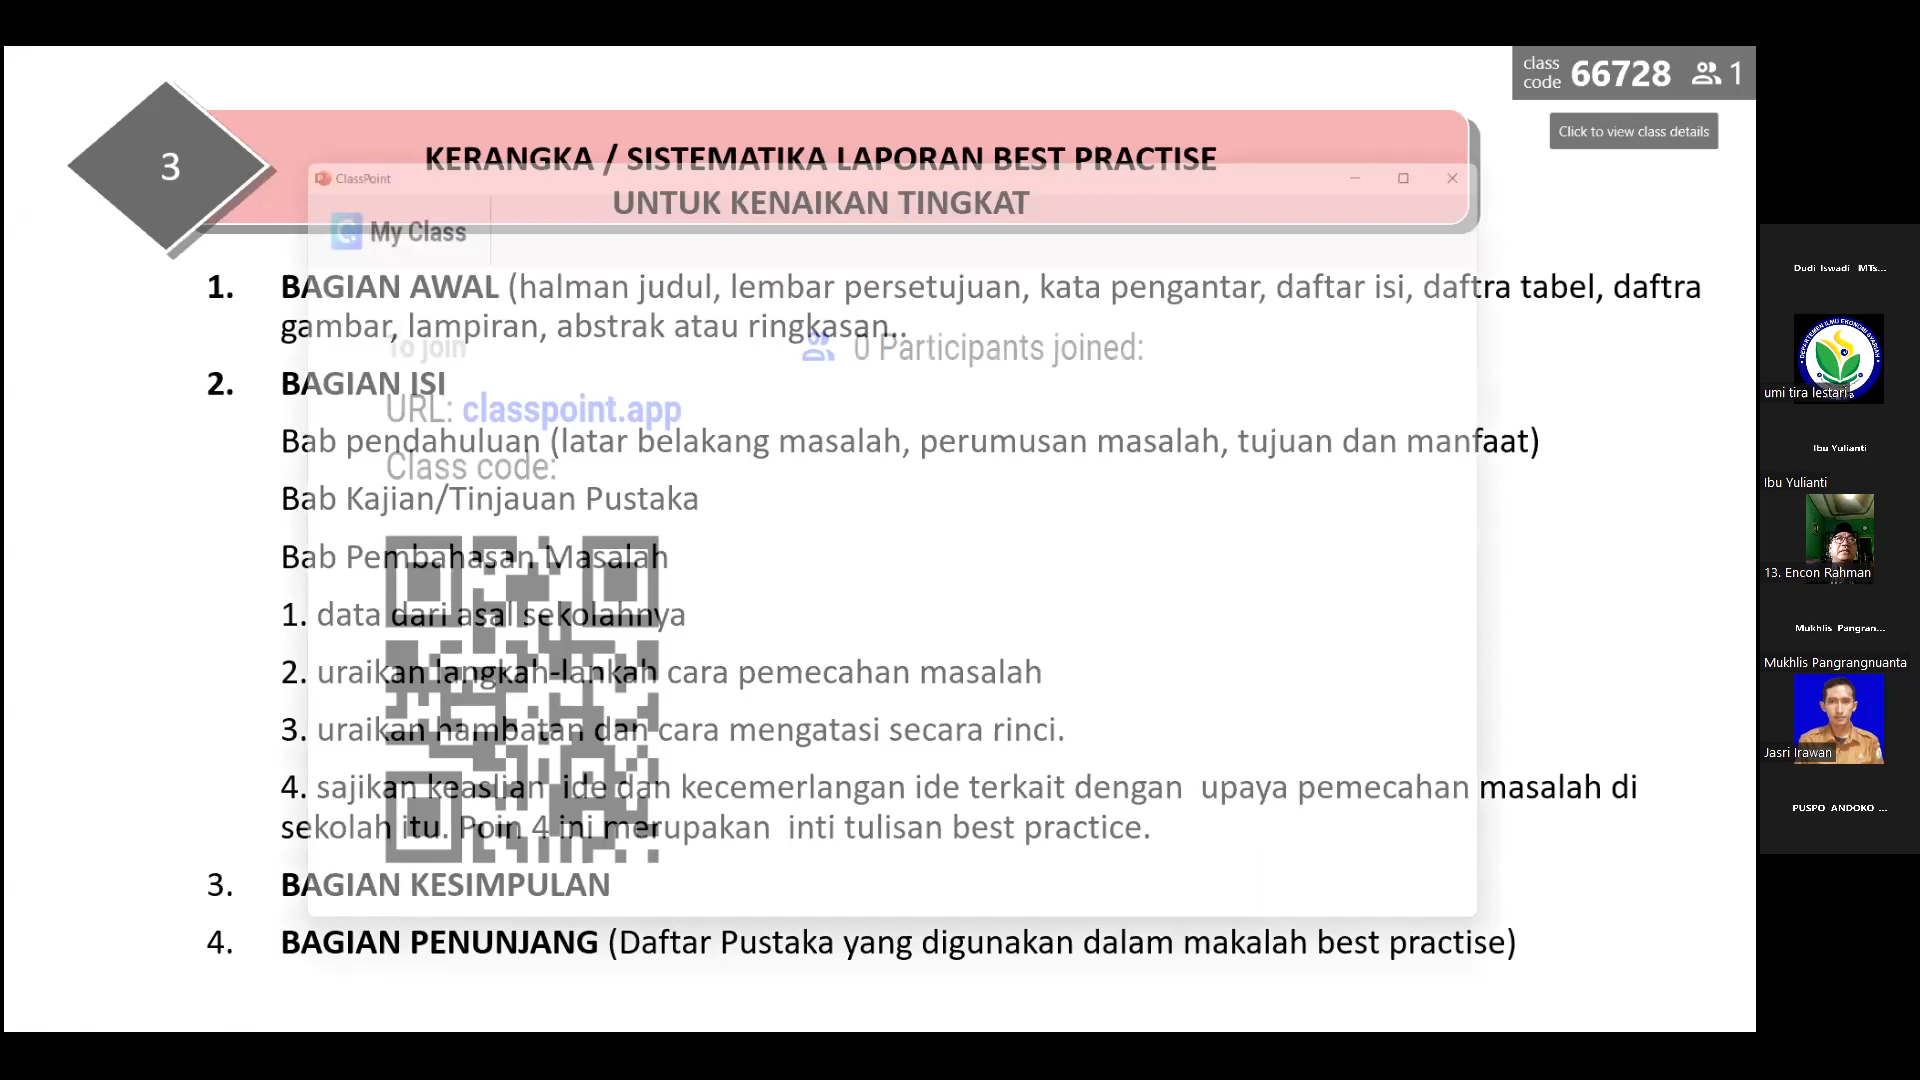 class code 66728 1
Click to view class details
3
KERANGKA / SISTEMATIKA LAPORAN BEST PRACTISE
UNTUK KENAIKAN TINGKAT
ClassPoint
My Class
1. BAGIAN AWAL (halman judul, lembar persetujuan, kata pengantar, daftar isi, daftra tabel, daftra
gambar, lampiran, abstrak atau ringkasan..
To join
0 Participants joined:
2. BAGIAN ISI
URL: classpoint.app
Bab pendahuluan (latar belakang masalah, perumusan masalah, tujuan dan manfaat)
Class code:
Bab Kajian/Tinjauan Pustaka
Bab Pembahasan Masalah
1. data dari asal sekolahnya
2. uraikan langkah-lankah cara pemecahan masalah
3. uraikan hambatan dan cara mengatasi secara rinci.
4. sajikan keaslian ide dan kecemerlangan ide terkait dengan upaya pemecahan masalah di
sekolah itu. Poin 4 ini merupakan inti tulisan best practice.
3. BAGIAN KESIMPULAN
4. BAGIAN PENUNJANG (Daftar Pustaka yang digunakan dalam makalah best practise)
Dudi Iswadi MTs...
DEPARTEMEN ILMU EKONOMI SYARIAH
umi tira lestari
Ibu Yulianti
Ibu Yulianti
13. Encon Rahman
Mukhlis Pangran...
Mukhlis Pangrangnuanta
Jasri Irawan
PUSPO ANDOKO ...